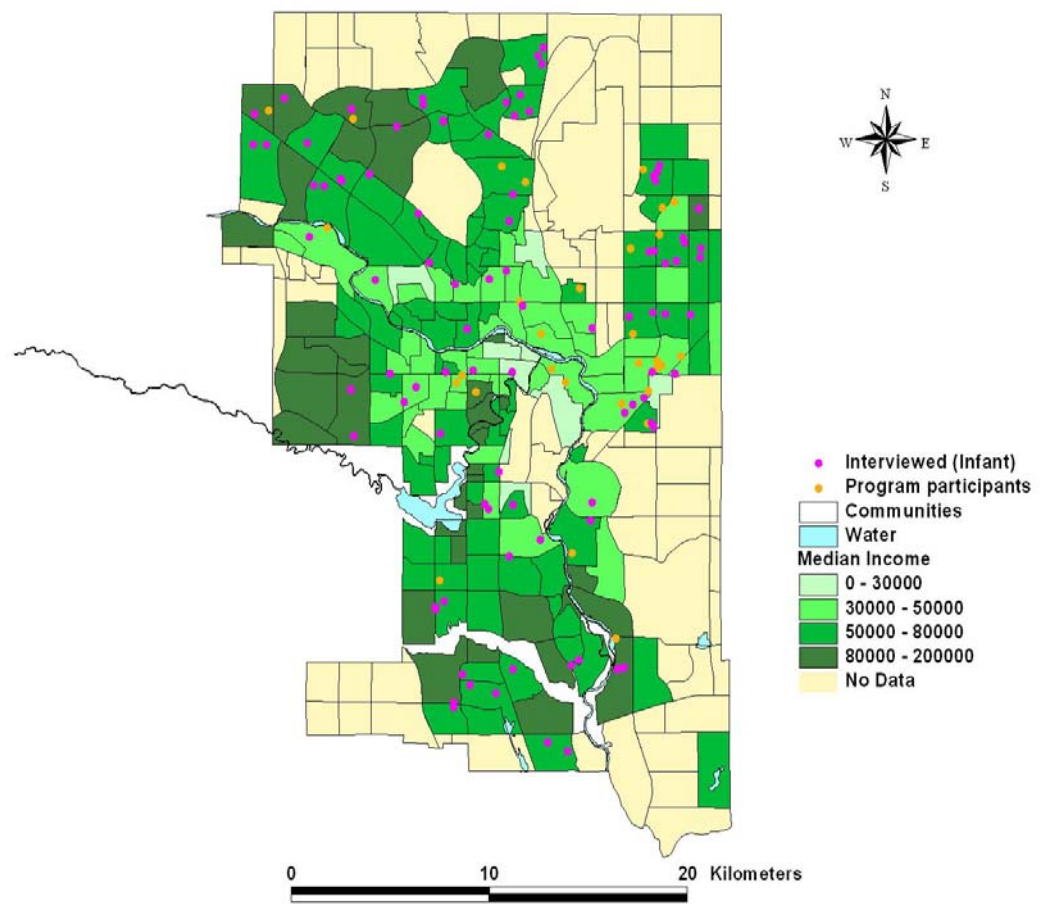 N
W E
S
Interviewed (Infant)
Program participants
Communities
Water
Median Income
0 - 30000
30000 - 50000
50000 - 80000
80000 - 200000
No Data
0 10 20 Kilometers